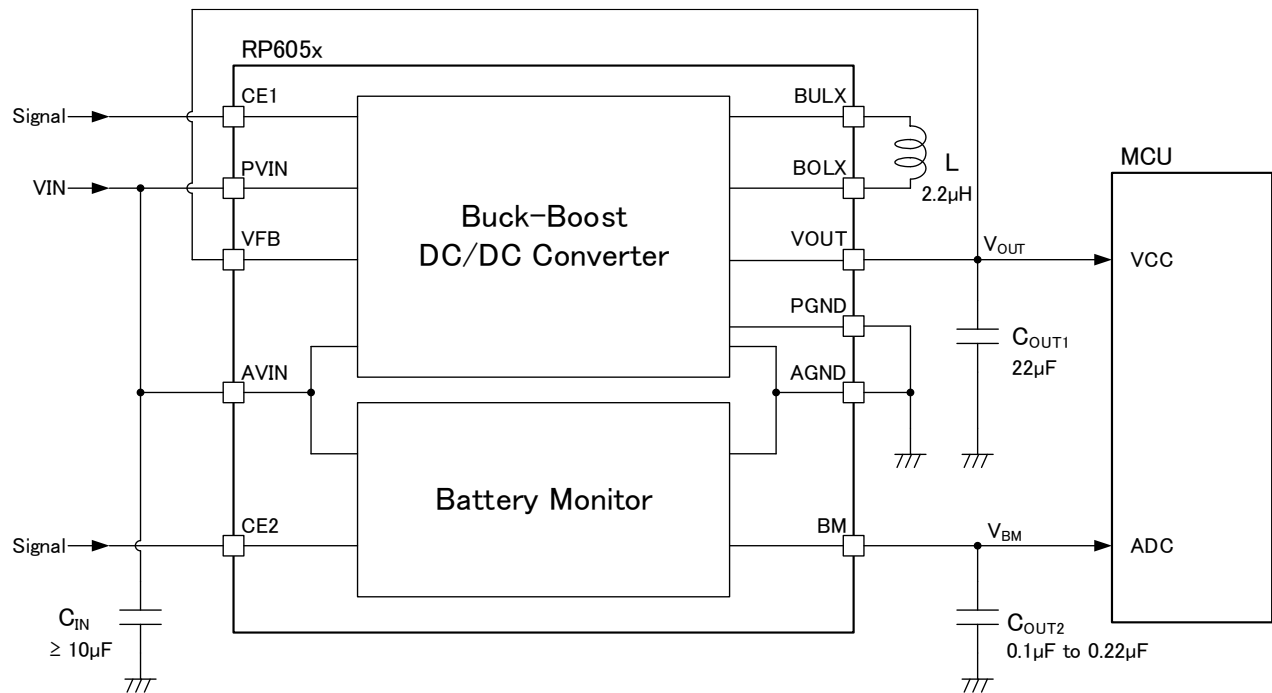 RP605x
CE1
BULX
Signal
MCU
PVIN
BOLX
L
VIN
2.2μH
Buck-Boost
DC/DC Converter
VFB
VOUT
VOUT
VCC
PGND
COUT1
22μF
AVIN
AGND
Battery Monitor
CE2
BM
VBM
Signal
ADC
CIN
≥ 10μF
COUT2
0.1μF to 0.22μF